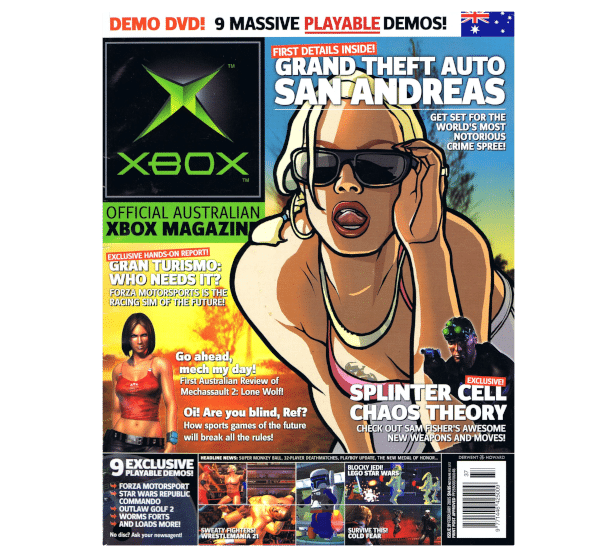 DEMO DVD! 9 MASSIVE PLAYABLE DEMOS!
FIRST DETAILS INSIDE!
GRAND THEFT AUTO
SAN ANDREAS
GET SET FOR THE
WORLD'S MOST
NOTORIOUS
CRIME SPREE!
XBOX
TM
OFFICIAL AUSTRALIAN
XBOX MAGAZIN
EXCLUSIVE HANDS-ON REPORT!
GRAN TURISMO:
WHO NEEDS IT?
FORZA MOTORSPORTS IS THE
RACING SIM OF THE FUTURE!
Go ahead,
mech my day!
First Australian Review of
Mechassault 2: Lone Wolf!
Oi! Are you blind, Ref?
How sports games of the future
will break all the rules!
EXCLUSIVE!
SPLINTER CELL
CHAOS THEORY
CHECK OUT SAM FISHER'S AWESOME
NEW WEAPONS AND MOVES!
9 EXCLUSIVE
PLAYABLE DEMOS!
FORZA MOTORSPORT
STAR WARS REPUBLIC
COMMANDO
OUTLAW GOLF 2
WORMS FORTS
AND LOADS MORE!
No disc? Ask your newsagent!
HEADLINE NEWS: SUPER MONKEY BALL, 32-PLAYER DEATHMATCHES, PLAYBOY UPDATE, THE NEW MEDAL OF HONOR...
SWEATY FIGHTERS!
WRESTLEMANIA 21
BLOCKY JEDI!
LEGO STAR WARS
SURVIVE THIS!
COLD FEAR
DERWENT HOWARD